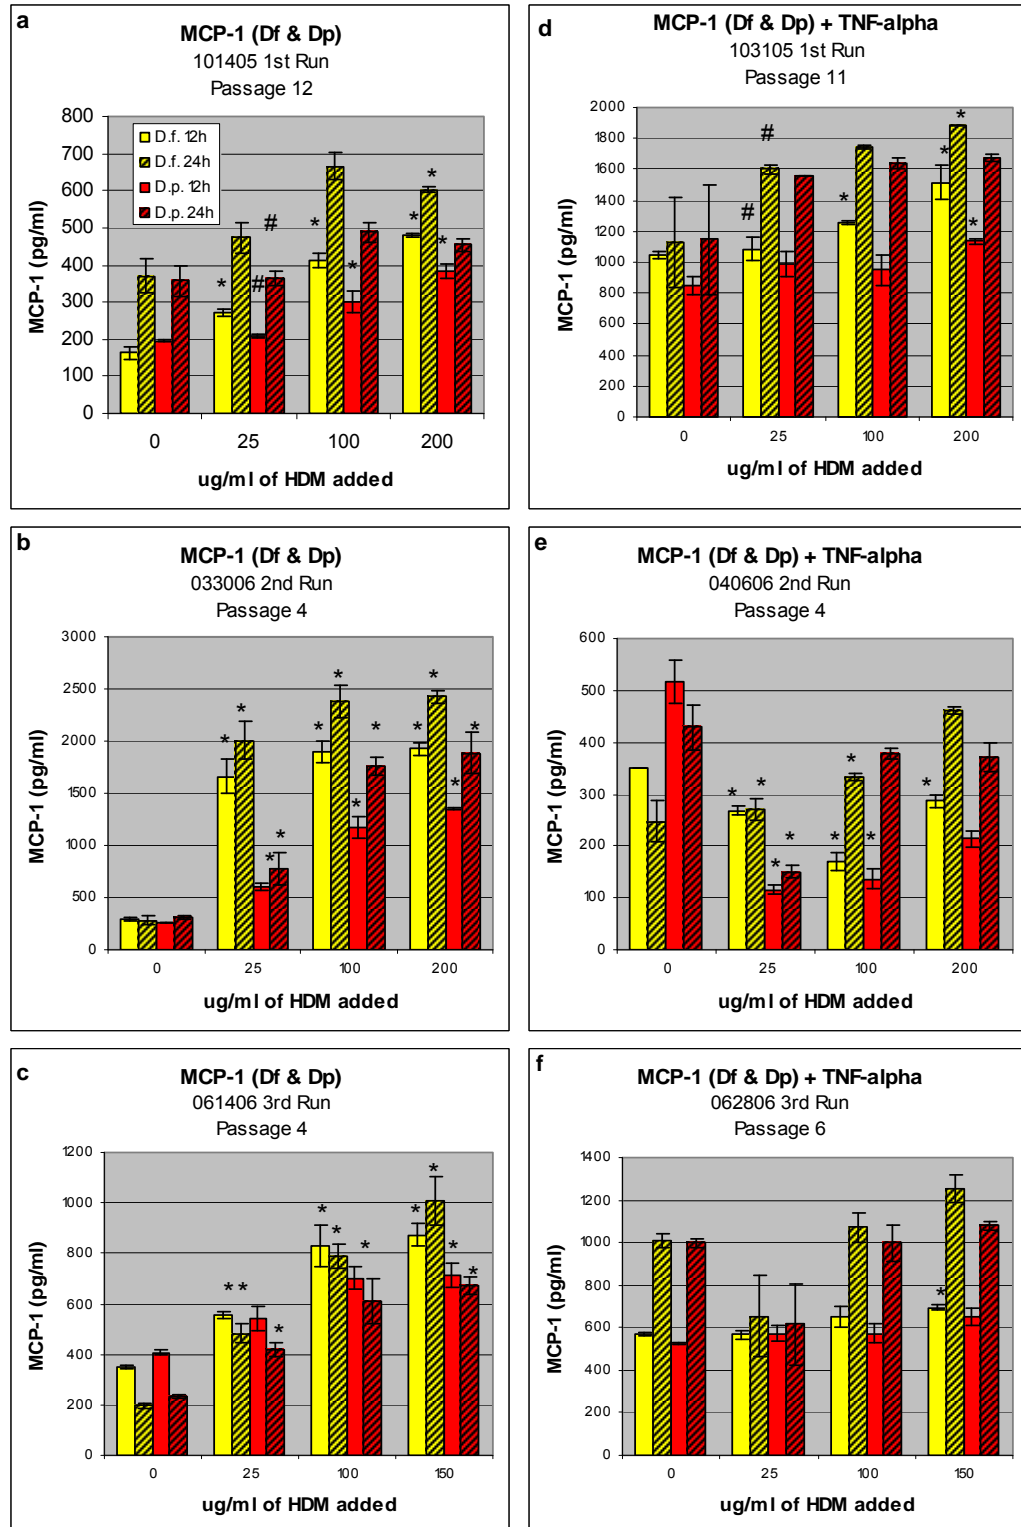 a
MCP-1 (Df & Dp)
101405 1st Run
Passage 12
MCP-1 (pg/ml)
800
700
600
500
400
300
200
100
0
D.f. 12h
D.f. 24h
D.p. 12h
D.p. 24h
* # # * * * * *
0 25 100 200
ug/ml of HDM added
d
MCP-1 (Df & Dp) + TNF-alpha
103105 1st Run
Passage 11
MCP-1 (pg/ml)
2000
1800
1600
1400
1200
1000
800
600
400
200
0
# # * * * *
0 25 100 200
ug/ml of HDM added
b
MCP-1 (Df & Dp)
033006 2nd Run
Passage 4
MCP-1 (pg/ml)
3000
2500
2000
1500
1000
500
0
* * * * * * * * * * * *
0 25 100 200
ug/ml of HDM added
e
MCP-1 (Df & Dp) + TNF-alpha
040606 2nd Run
Passage 4
MCP-1 (pg/ml)
600
500
400
300
200
100
0
* * * * * * * *
0 25 100 200
ug/ml of HDM added
c
MCP-1 (Df & Dp)
061406 3rd Run
Passage 4
MCP-1 (pg/ml)
1200
1000
800
600
400
200
0
* * * * * * * * * *
0 25 100 150
ug/ml of HDM added
f
MCP-1 (Df & Dp) + TNF-alpha
062806 3rd Run
Passage 6
MCP-1 (pg/ml)
1400
1200
1000
800
600
400
200
0
*
0 25 100 150
ug/ml of HDM added